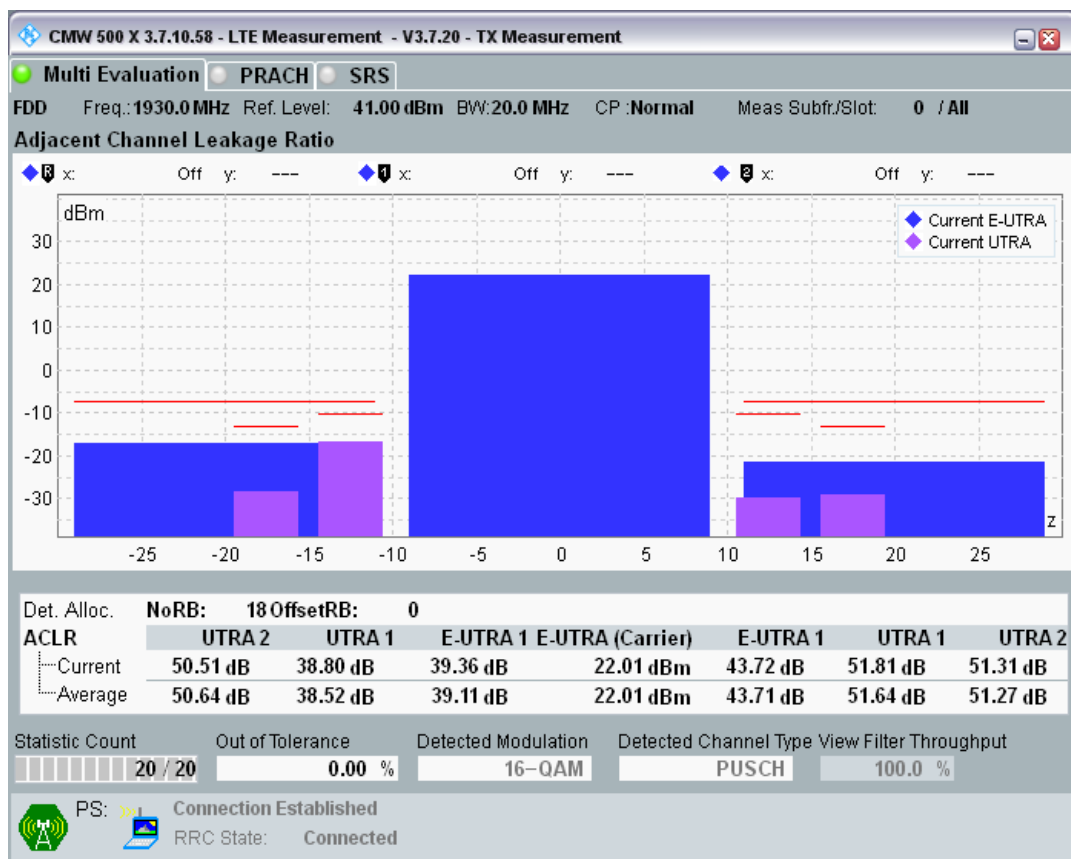 CMW 500 X 3.7.10.58 - LTE Measurement - V3.7.20 - TX Measurement
Multi Evaluation PRACH SRS
FDD Freq.: 1930.0 MHz Ref. Level: 41.00 dBm BW: 20.0 MHz CP : Normal Meas Subfr./Slot: 0 / All
Adjacent Channel Leakage Ratio
R x: Off y: --- 1 x: Off y: --- 2 x: Off y: ---
dBm
Current E-UTRA
Current UTRA
30
20
10
0
-10
-20
-30
z
-25 -20 -15 -10 -5 0 5 10 15 20 25
Det. Alloc. NoRB: 18 OffsetRB: 0
ACLR UTRA 2 UTRA 1 E-UTRA 1 E-UTRA (Carrier) E-UTRA 1 UTRA 1 UTRA 2
Current 50.51 dB 38.80 dB 39.36 dB 22.01 dBm 43.72 dB 51.81 dB 51.31 dB
Average 50.64 dB 38.52 dB 39.11 dB 22.01 dBm 43.71 dB 51.64 dB 51.27 dB
Statistic Count Out of Tolerance Detected Modulation Detected Channel Type View Filter Throughput
20 / 20 0.00 % 16-QAM PUSCH 100.0 %
PS: Connection Established
RRC State: Connected